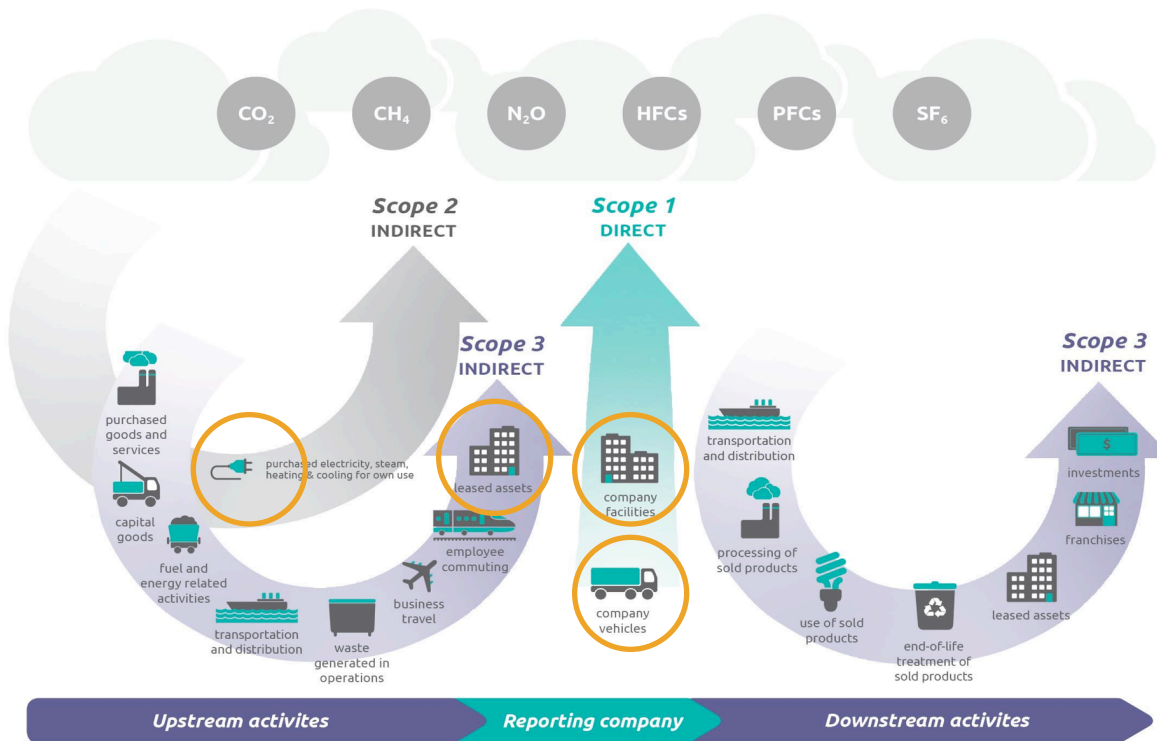 CO₂ CH₄ N₂O HFCs PFCs SF₆
Scope 2
INDIRECT
Scope 1
DIRECT
Scope 3
INDIRECT
Scope 3
INDIRECT
purchased
goods and
services
capital
goods
fuel and
energy related
activities
purchased electricity, steam,
heating & cooling for own use
transportation
and distribution
waste
generated in
operations
business
travel
employee
commuting
leased assets
company
facilities
company
vehicles
transportation
and distribution
processing of
sold products
use of sold
products
end-of-life
treatment of
sold products
leased assets
franchises
$
investments
Upstream activites
Reporting company
Downstream activites